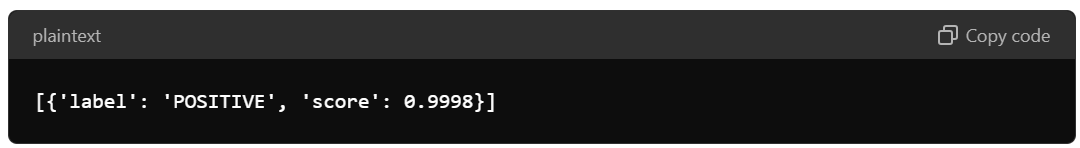 plaintext
Copy code
[{'label': 'POSITIVE', 'score': 0.9998}]